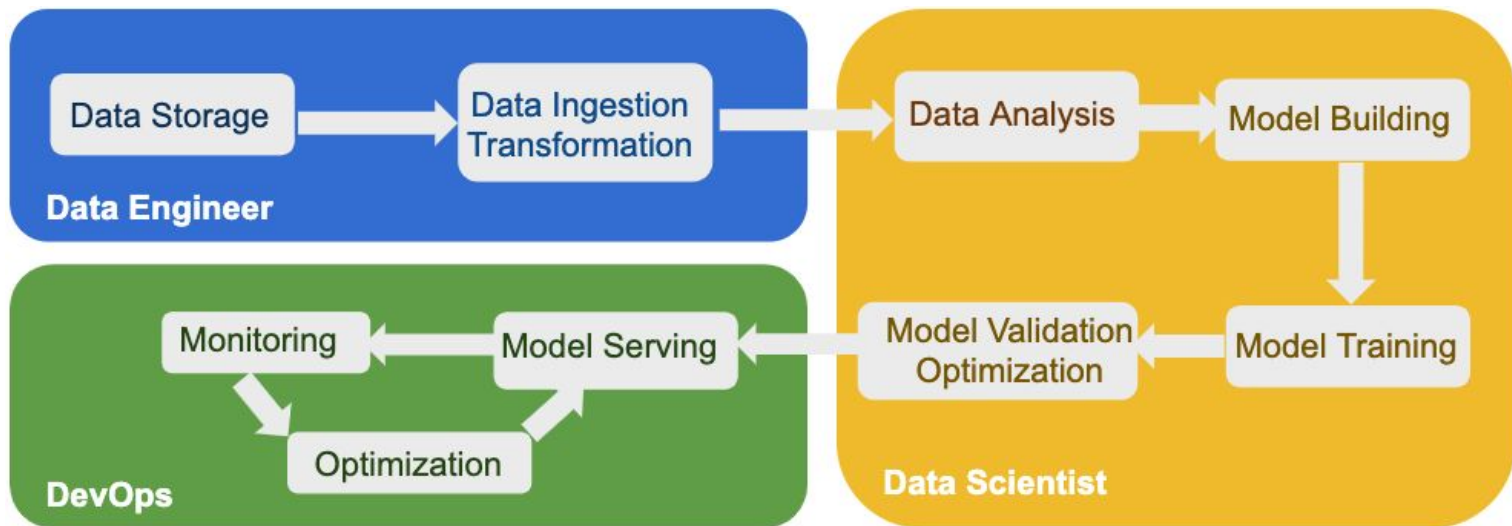 Data Storage
Data Ingestion
Transformation
Data Engineer
Data Analysis
Model Building
Model Training
Model Validation
Optimization
Data Scientist
Model Serving
Monitoring
Optimization
DevOps